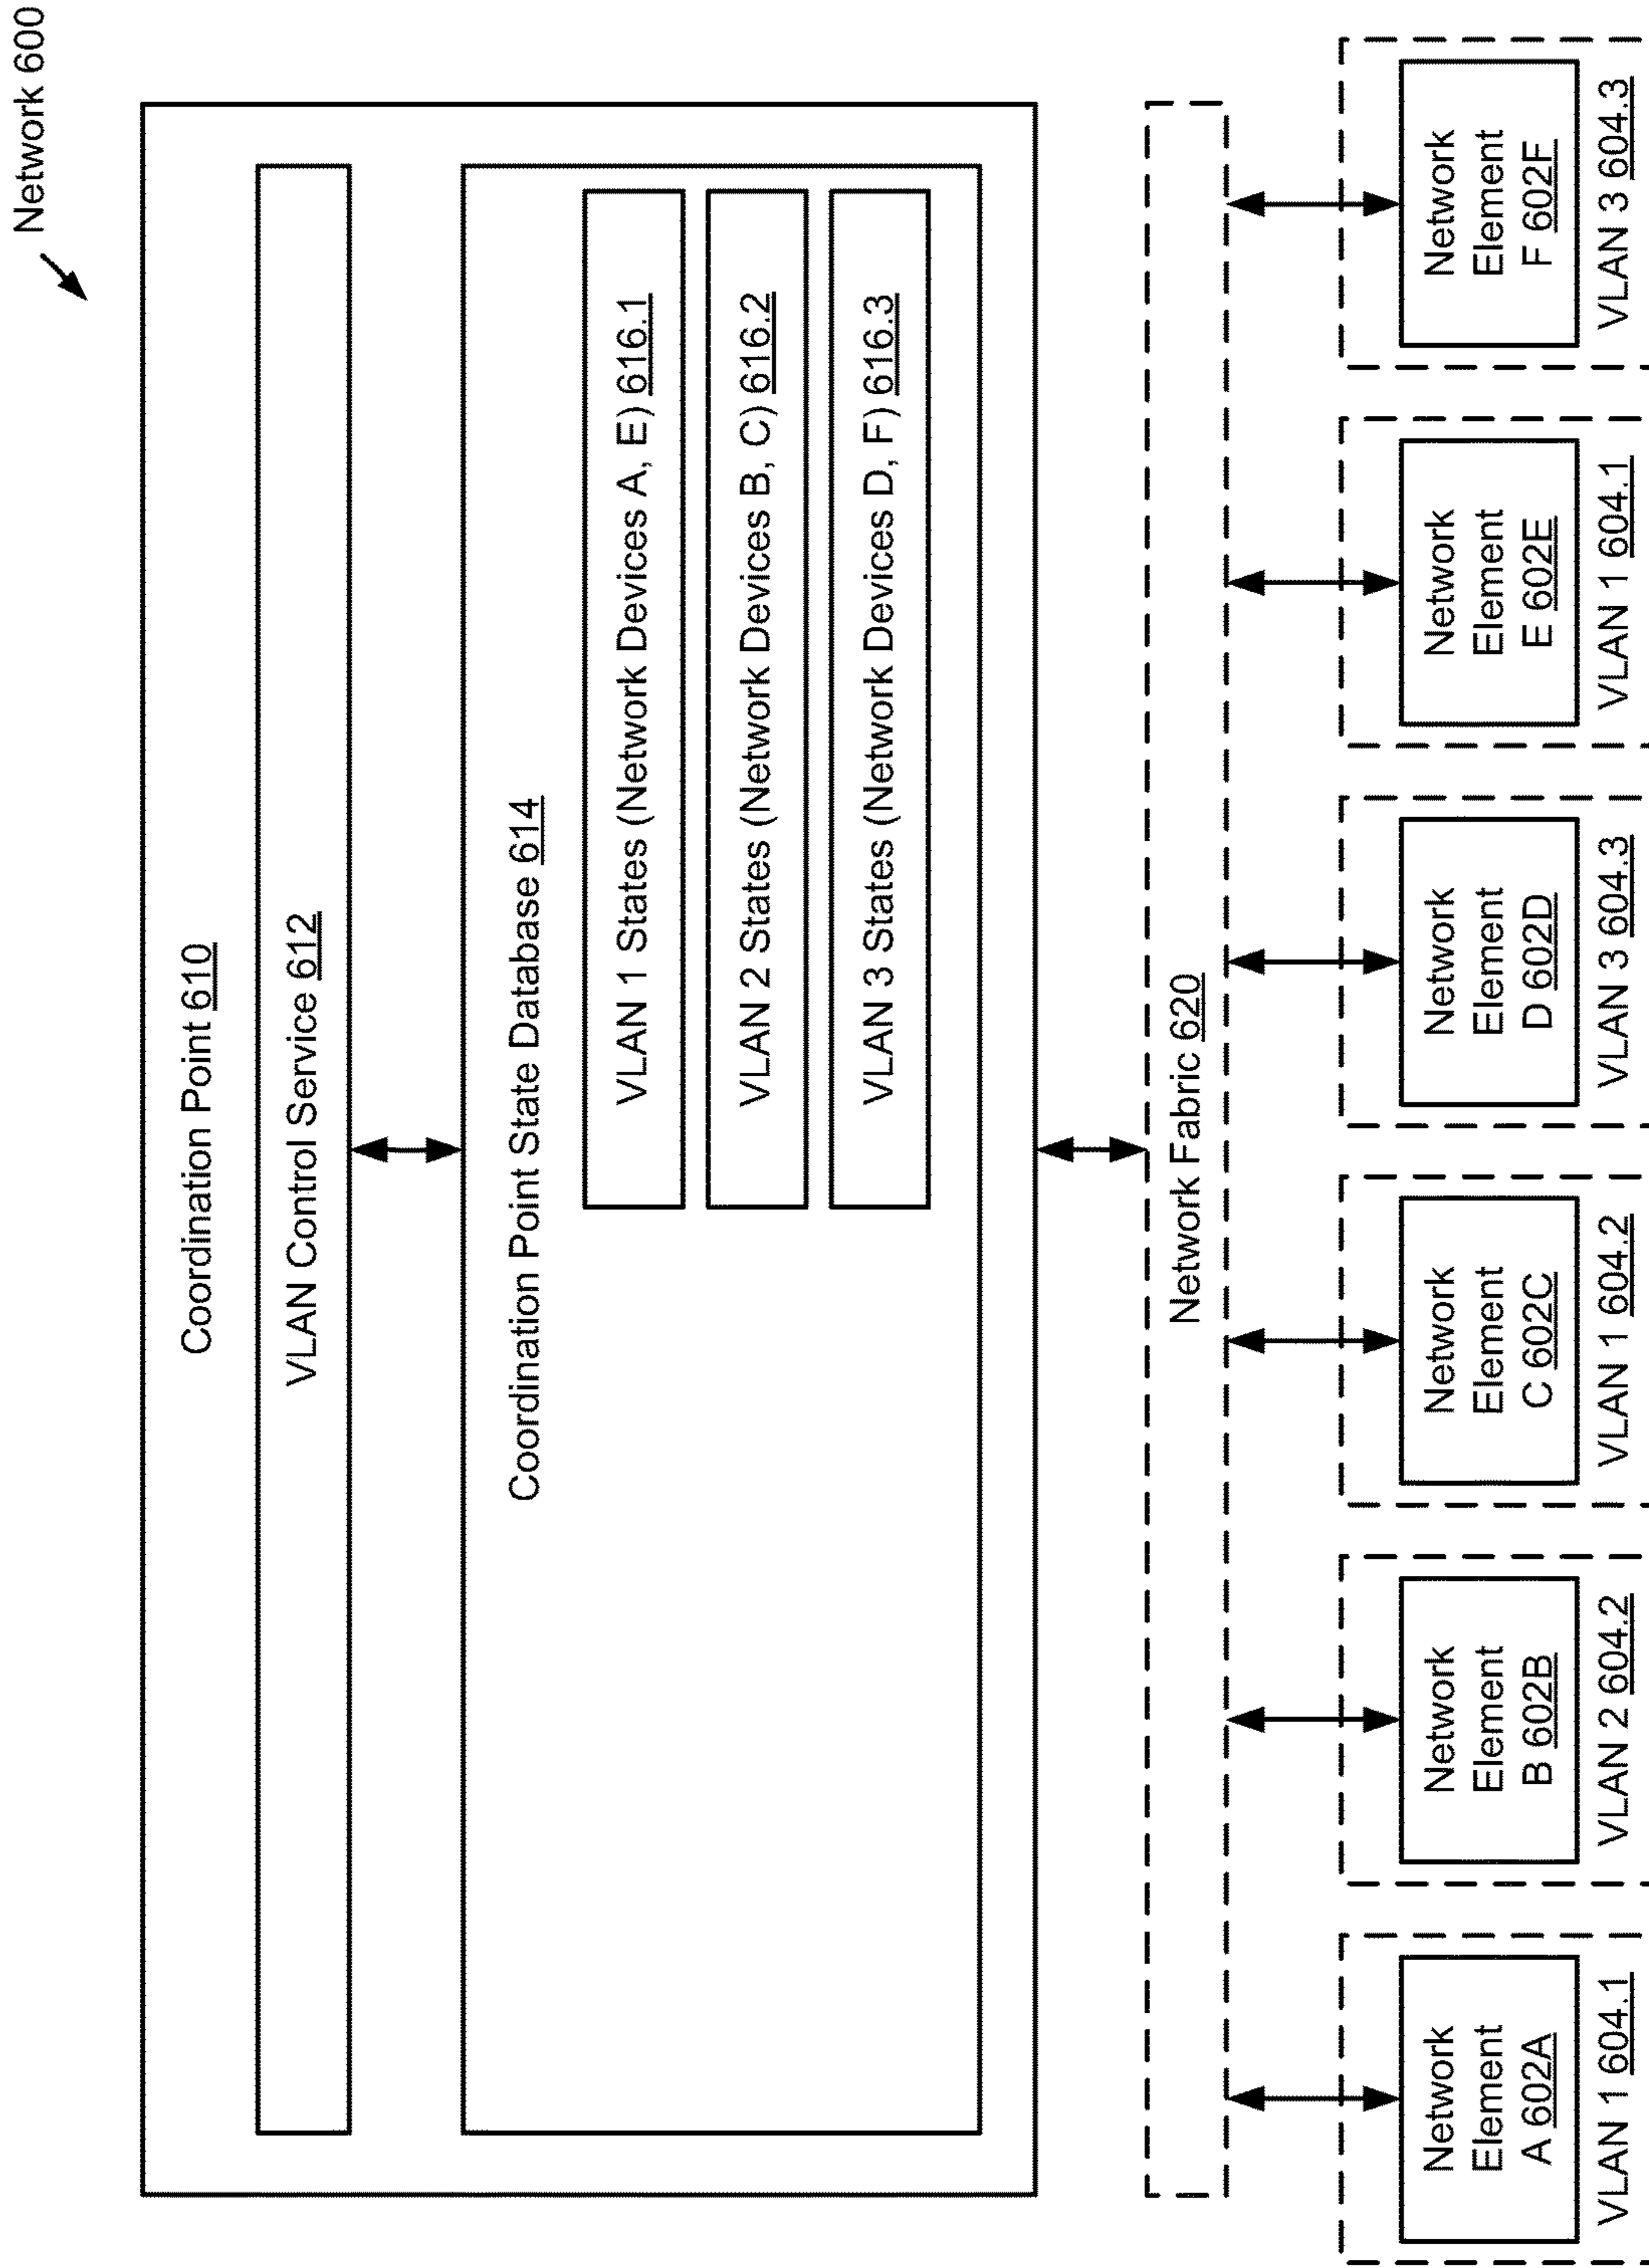 Network 600
Coordination Point 610
VLAN Control Service 612
Coordination Point State Database 614
VLAN 1 States (Network Devices A, E) 616.1
VLAN 2 States (Network Devices B, C) 616.2
VLAN 3 States (Network Devices D, F) 616.3
Network Fabric 620
Network
Element
A 602A
VLAN 1 604.1
Network
Element
B 602B
VLAN 2 604.2
Network
Element
C 602C
VLAN 1 604.2
Network
Element
D 602D
VLAN 3 604.3
Network
Element
E 602E
VLAN 1 604.1
Network
Element
F 602F
VLAN 3 604.3